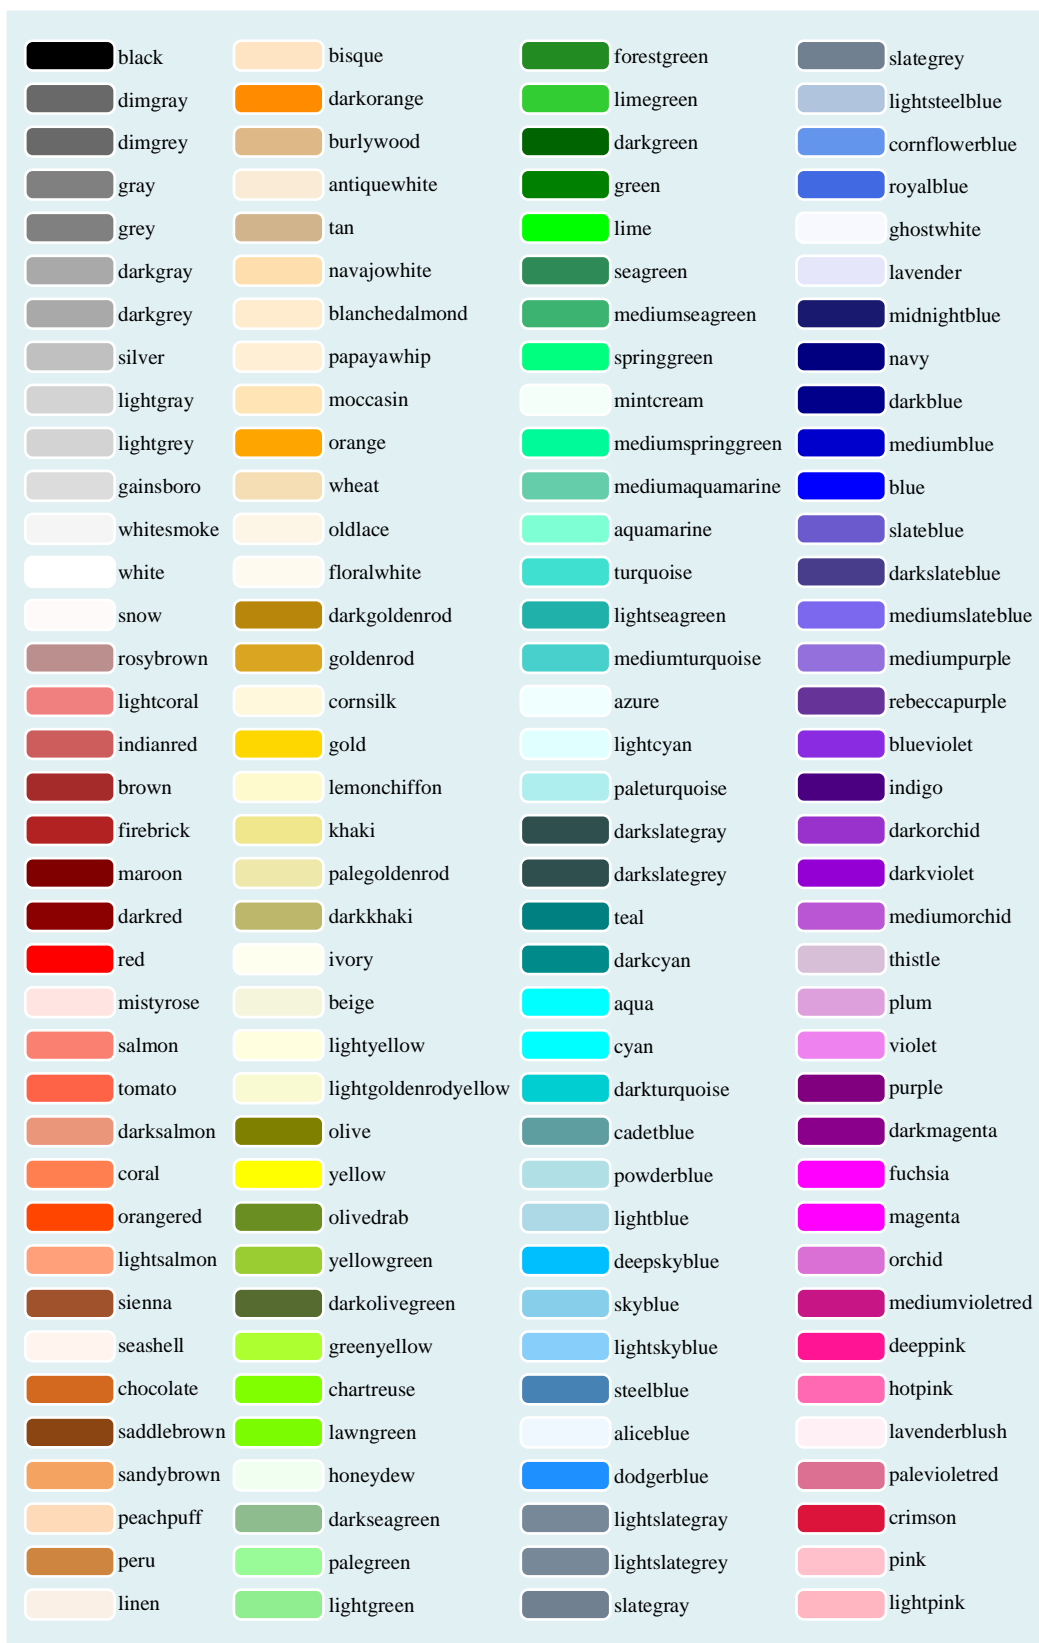 black
dimgray
dimgrey
gray
grey
darkgray
darkgrey
silver
lightgray
lightgrey
gainsboro
whitesmoke
white
snow
rosybrown
lightcoral
indianred
brown
firebrick
maroon
darkred
red
mistyrose
salmon
tomato
darksalmon
coral
orangered
lightsalmon
sienna
seashell
chocolate
saddlebrown
sandybrown
peachpuff
peru
linen
bisque
darkorange
burlywood
antiquewhite
tan
navajowhite
blanchedalmond
papayawhip
moccasin
orange
wheat
oldlace
floralwhite
darkgoldenrod
goldenrod
cornsilk
gold
lemonchiffon
khaki
palegoldenrod
darkkhaki
ivory
beige
lightyellow
lightgoldenrodyellow
olive
yellow
olivedrab
yellowgreen
darkolivegreen
greenyellow
chartreuse
lawngreen
honeydew
darkseagreen
palegreen
lightgreen
forestgreen
limegreen
darkgreen
green
lime
seagreen
mediumseagreen
springgreen
mintcream
mediumspringgreen
mediumaquamarine
aquamarine
turquoise
lightseagreen
mediumturquoise
azure
lightcyan
paleturquoise
darkslategray
darkslategrey
teal
darkcyan
aqua
cyan
darkturquoise
cadetblue
powderblue
lightblue
deepskyblue
skyblue
lightskyblue
steelblue
aliceblue
dodgerblue
lightslategray
lightslategrey
slategray
slategrey
lightsteelblue
cornflowerblue
royalblue
ghostwhite
lavender
midnightblue
navy
darkblue
mediumblue
blue
slateblue
darkslateblue
mediumslateblue
mediumpurple
rebeccapurple
blueviolet
indigo
darkorchid
darkviolet
mediumorchid
thistle
plum
violet
purple
darkmagenta
fuchsia
magenta
orchid
mediumvioletred
deeppink
hotpink
lavenderblush
palevioletred
crimson
pink
lightpink